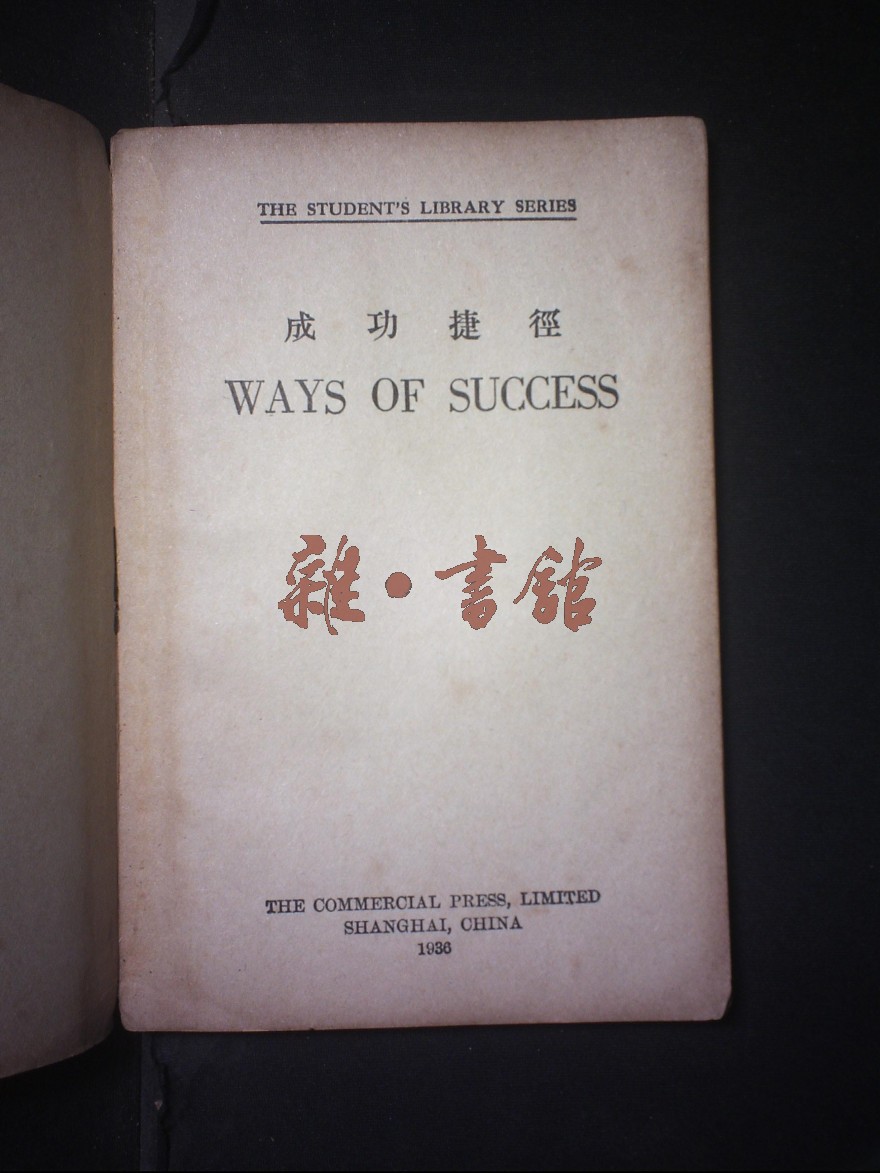 THE STUDENT'S LIBRARY SERIES
成功捷徑
WAYS OF SUCCESS
雜·書館
THE COMMERCIAL PRESS, LIMITED
SHANGHAI, CHINA
1936